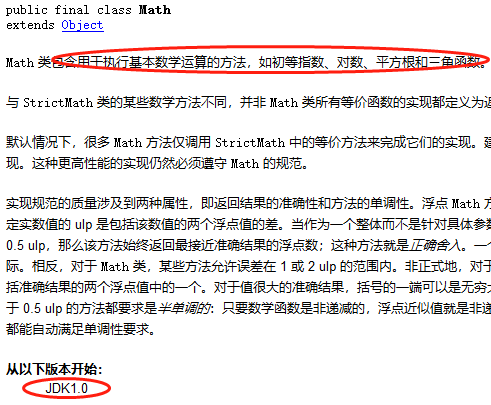 public final class Math
extends Object
Math 类包含用于执行基本数学运算的方法，如初等指数、对数、平方根和三角函数。
与 StrictMath 类的某些数学方法不同，并非 Math 类所有等价函数的实现都定义为返
默认情况下，很多 Math 方法仅调用 StrictMath 中的等价方法来完成它们的实现。建
现。这种更高性能的实现仍然必须遵守 Math 的规范。
实现规范的质量涉及到两种属性，即返回结果的准确性和方法的单调性。浮点 Math 方
定实数值的 ulp 是包括该数值的两个浮点值的差。当作为一个整体而不是针对具体参数
0.5 ulp，那么该方法始终返回最接近准确结果的浮点数；这种方法就是正确舍入。一个
际。相反，对于 Math 类，某些方法允许误差在 1 或 2 ulp 的范围内。非正式地，对于
括准确结果的两个浮点值中的一个。对于值很大的准确结果，括号的一端可以是无穷大
于 0.5 ulp 的方法都要求是半单调的：只要数学函数是非递减的，浮点近似值就是非递
都能自动满足单调性要求。
从以下版本开始：
JDK1.0